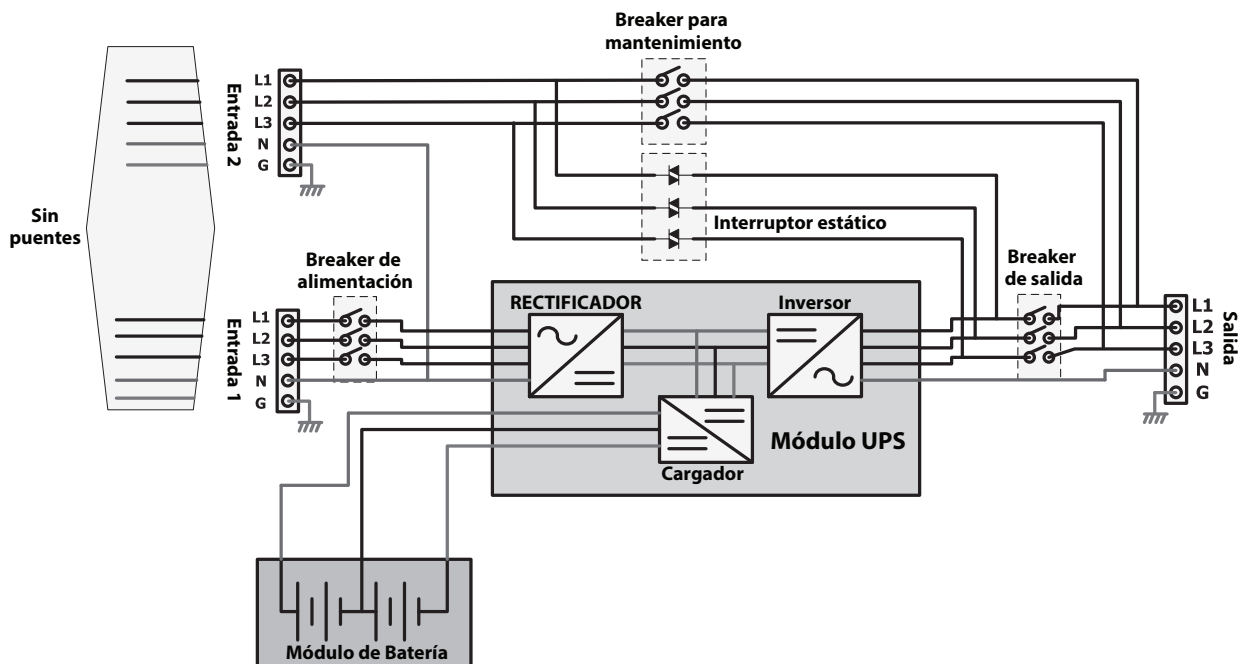 Breaker para
mantenimiento
Entrada 2
L1
L2
L3
N
G
Sin
puentes
Interruptor estático
Breaker de
alimentación
Breaker
de salida
RECTIFICADOR
Inversor
Entrada 1
L1
L2
L3
N
G
L1
L2
L3
N
G
Salida
Módulo UPS
Cargador
Módulo de Batería